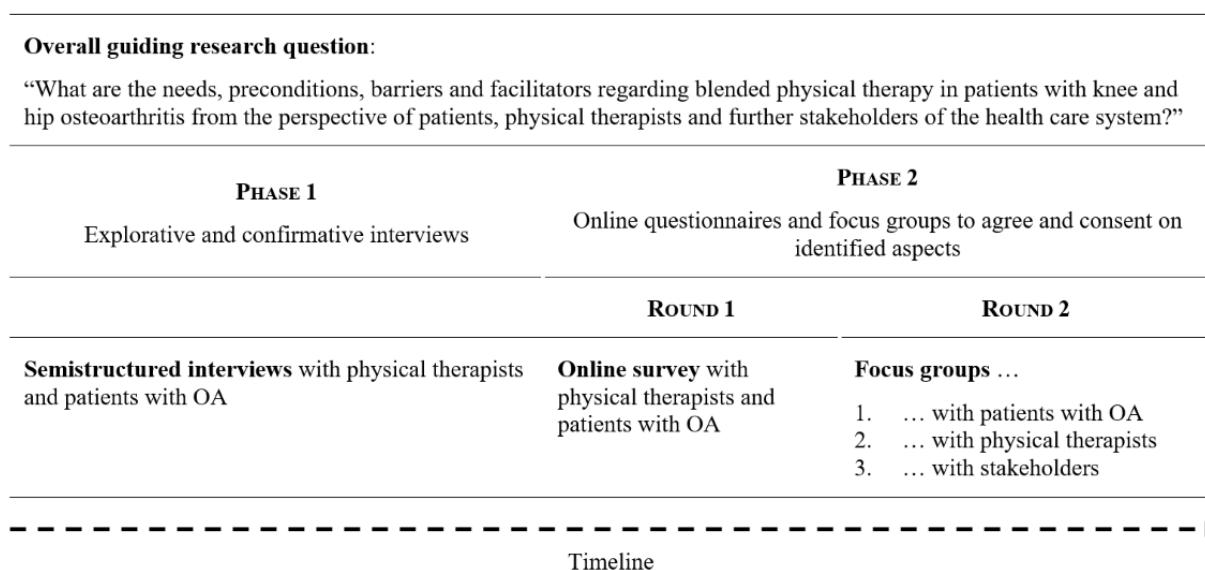 Overall guiding research question:
“What are the needs, preconditions, barriers and facilitators regarding blended physical therapy in patients with knee and
hip osteoarthritis from the perspective of patients, physical therapists and further stakeholders of the health care system?”
PHASE 1
Explorative and confirmative interviews
PHASE 2
Online questionnaires and focus groups to agree and consent on
identified aspects
ROUND 1
ROUND 2
Semistructured interviews with physical therapists
and patients with OA
Online survey with
physical therapists and
patients with OA
Focus groups …
1. … with patients with OA
2. … with physical therapists
3. … with stakeholders
Timeline